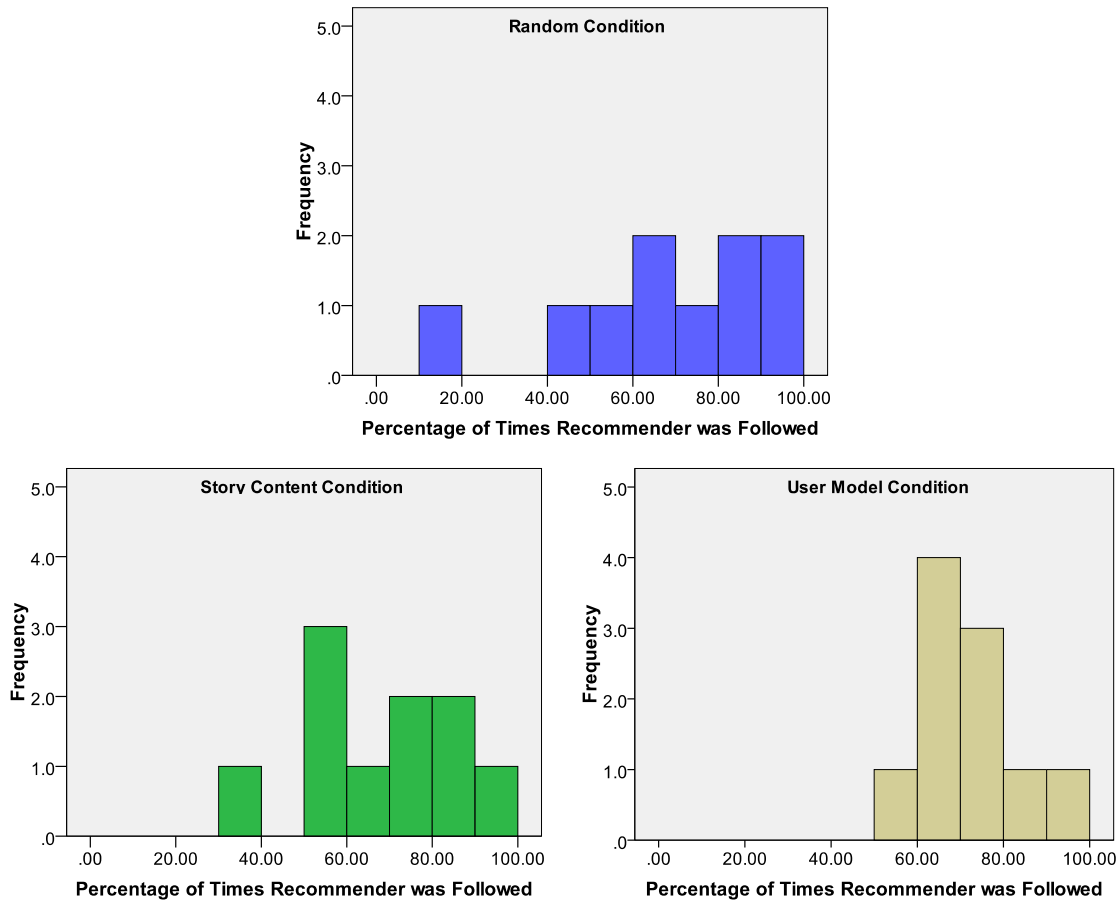 Random Condition
5.0
4.0
3.0
2.0
1.0
.0
Frequency
.00 20.00 40.00 60.00 80.00 100.00
Percentage of Times Recommender was Followed
Story Content Condition
5.0
4.0
3.0
2.0
1.0
.0
Frequency
.00 20.00 40.00 60.00 80.00 100.00
Percentage of Times Recommender was Followed
User Model Condition
5.0
4.0
3.0
2.0
1.0
.0
Frequency
.00 20.00 40.00 60.00 80.00 100.00
Percentage of Times Recommender was Followed